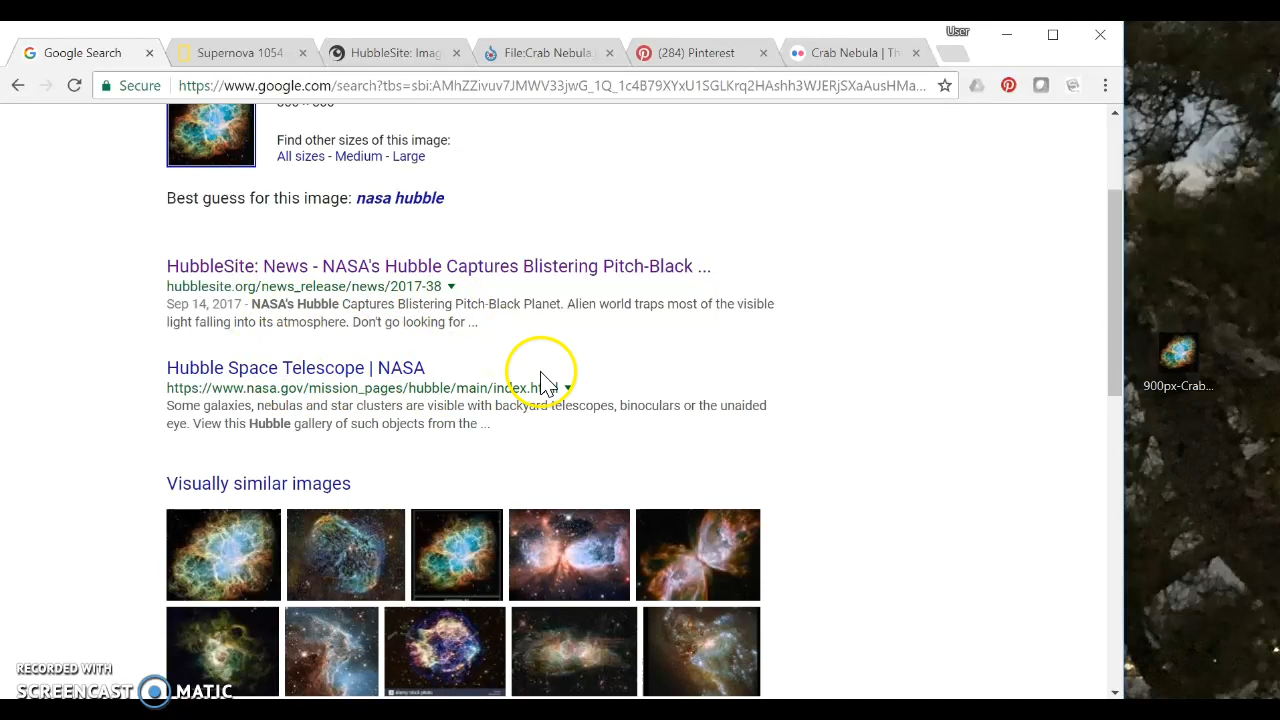 User
Google Search
Supernova 1054 -
HubbleSite: Imag
File:Crab Nebula.
(284) Pinterest
Crab Nebula | Th
Secure
https://www.google.com/search?tbs=sbi:AMhZZivuv7JMWV33jwG_1Q_1c4B79XYxU1SGLKrq2HAshh3WJERjSXaAusHMa...
Find other sizes of this image:
All sizes - Medium - Large
Best guess for this image: nasa hubble
HubbleSite: News - NASA's Hubble Captures Blistering Pitch-Black ...
hubblesite.org/news_release/news/2017-38
Sep 14, 2017 - NASA's Hubble Captures Blistering Pitch-Black Planet. Alien world traps most of the visible
light falling into its atmosphere. Don't go looking for ...
Hubble Space Telescope | NASA
https://www.nasa.gov/mission_pages/hubble/main/index.html
Some galaxies, nebulas and star clusters are visible with backyard telescopes, binoculars or the unaided
eye. View this Hubble gallery of such objects from the ...
900px-Crab...
Visually similar images
RECORDED WITH
SCREENCAST MATIC